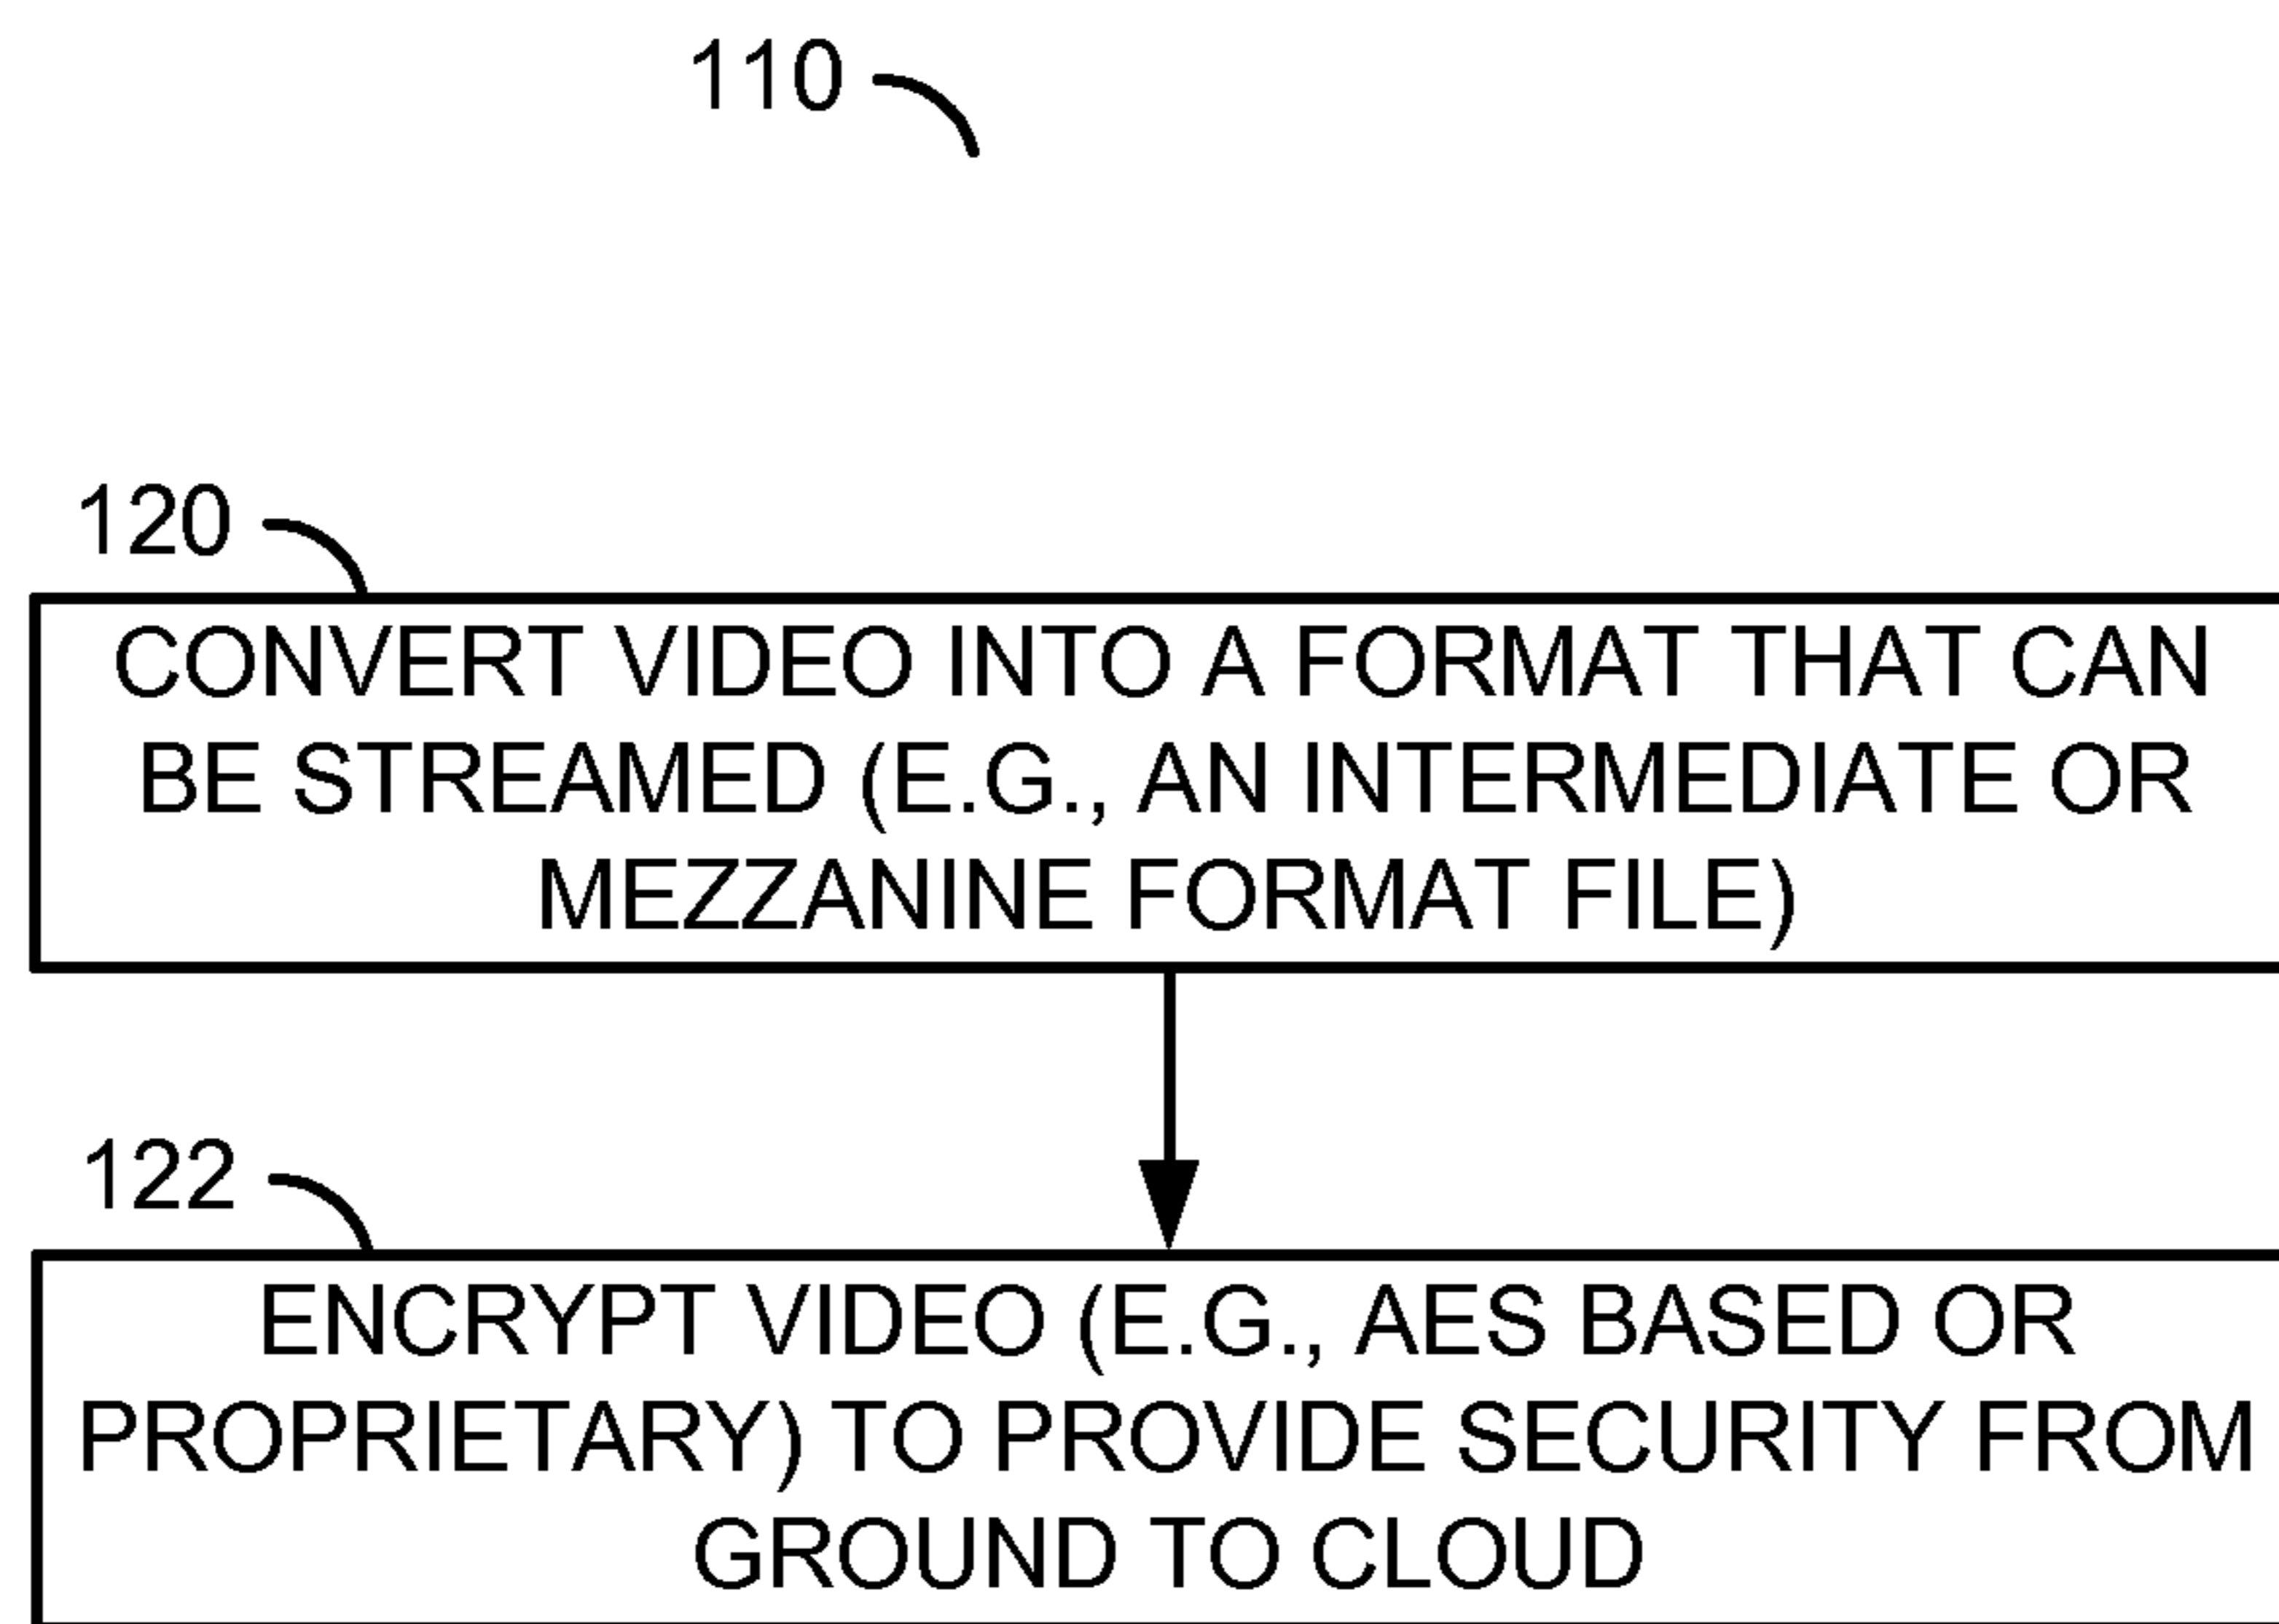 110
120
CONVERT VIDEO INTO A FORMAT THAT CAN
BE STREAMED (E.G., AN INTERMEDIATE OR
MEZZANINE FORMAT FILE)
122
ENCRYPT VIDEO (E.G., AES BASED OR
PROPRIETARY) TO PROVIDE SECURITY FROM
GROUND TO CLOUD